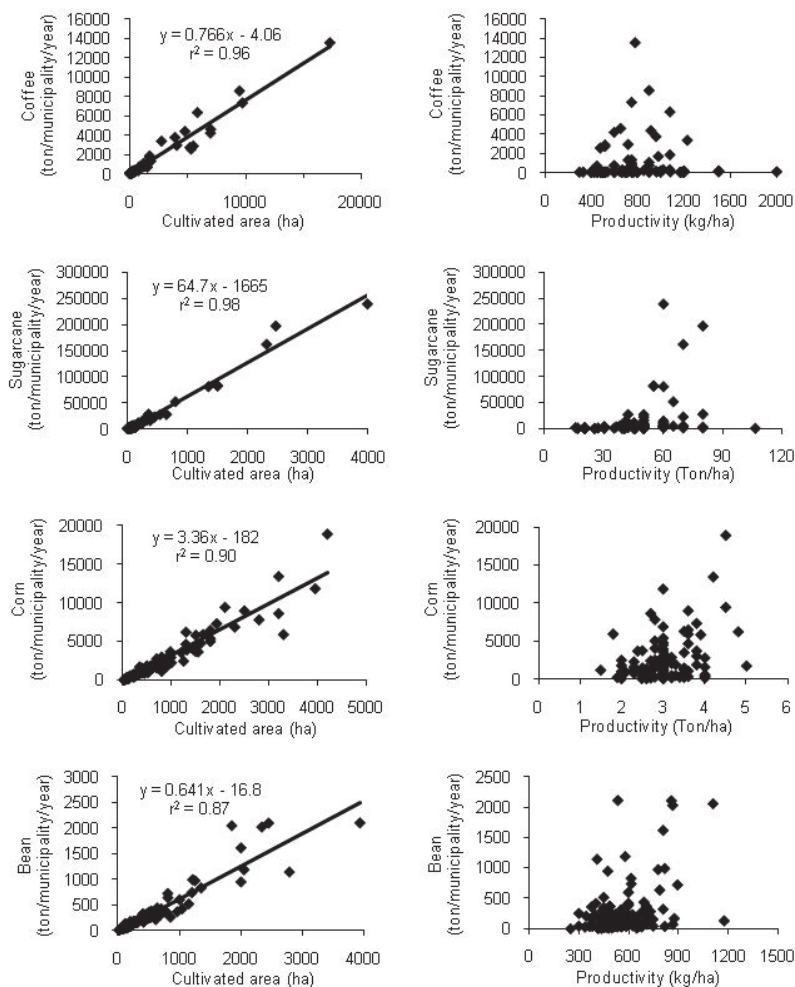 Coffee
(ton/municipality/year)
16000
14000
12000
10000
8000
6000
4000
2000
0
y = 0.766x - 4.06
r² = 0.96
0 10000 20000
Cultivated area (ha)
Coffee
(ton/municipality/year)
16000
14000
12000
10000
8000
6000
4000
2000
0
0 400 800 1200 1600 2000
Productivity (kg/ha)
Sugarcane
(ton/municipality/year)
300000
250000
200000
150000
100000
50000
0
y = 64.7x - 1665
r² = 0.98
0 1000 2000 3000 4000
Cultivated area (ha)
Sugarcane
(ton/municipality/year)
300000
250000
200000
150000
100000
50000
0
0 30 60 90 120
Productivity (Ton/ha)
Corn
(ton/municipality/year)
20000
15000
10000
5000
0
y = 3.36x - 182
r² = 0.90
0 1000 2000 3000 4000 5000
Cultivated area (ha)
Corn
(ton/municipality/year)
20000
15000
10000
5000
0
0 1 2 3 4 5 6
Productivity (Ton/ha)
Bean
(ton/municipality/year)
3000
2500
2000
1500
1000
500
0
y = 0.641x - 16.8
r² = 0.87
0 1000 2000 3000 4000
Cultivated area (ha)
Bean
(ton/municipality/year)
2500
2000
1500
1000
500
0
0 300 600 900 1200 1500
Productivity (kg/ha)